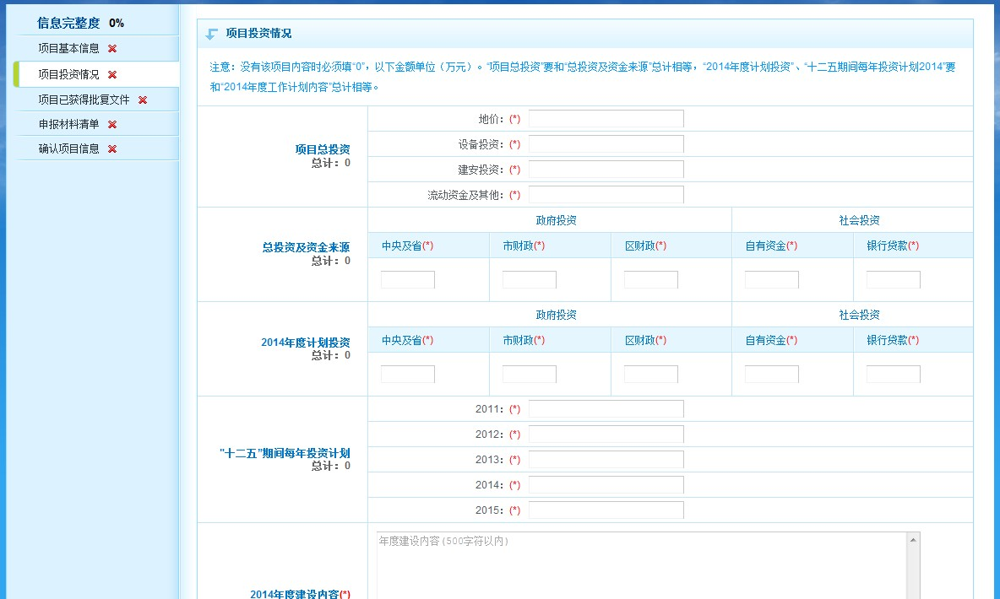 信息完整度 0%
项目基本信息
项目投资情况
项目已获得批复文件
申报材料清单
确认项目信息
项目投资情况
注意：没有该项目内容时必须填“0”，以下金额单位（万元）。“项目总投资”要和“总投资及资金来源”总计相等，“2014年度计划投资”、“十二五期间每年投资计划2014”要
和“2014年度工作计划内容”总计相等。
项目总投资
总计：0
地价：(*)
设备投资：(*)
建安投资：(*)
流动资金及其他：(*)
总投资及资金来源
总计：0
政府投资 社会投资
中央及省(*) 市财政(*) 区财政(*) 自有资金(*) 银行贷款(*)
2014年度计划投资
总计：0
政府投资 社会投资
中央及省(*) 市财政(*) 区财政(*) 自有资金(*) 银行贷款(*)
"十二五"期间每年投资计划
总计：0
2011：(*)
2012：(*)
2013：(*)
2014：(*)
2015：(*)
2014年度建设内容(*)
年度建设内容(500字符以内)